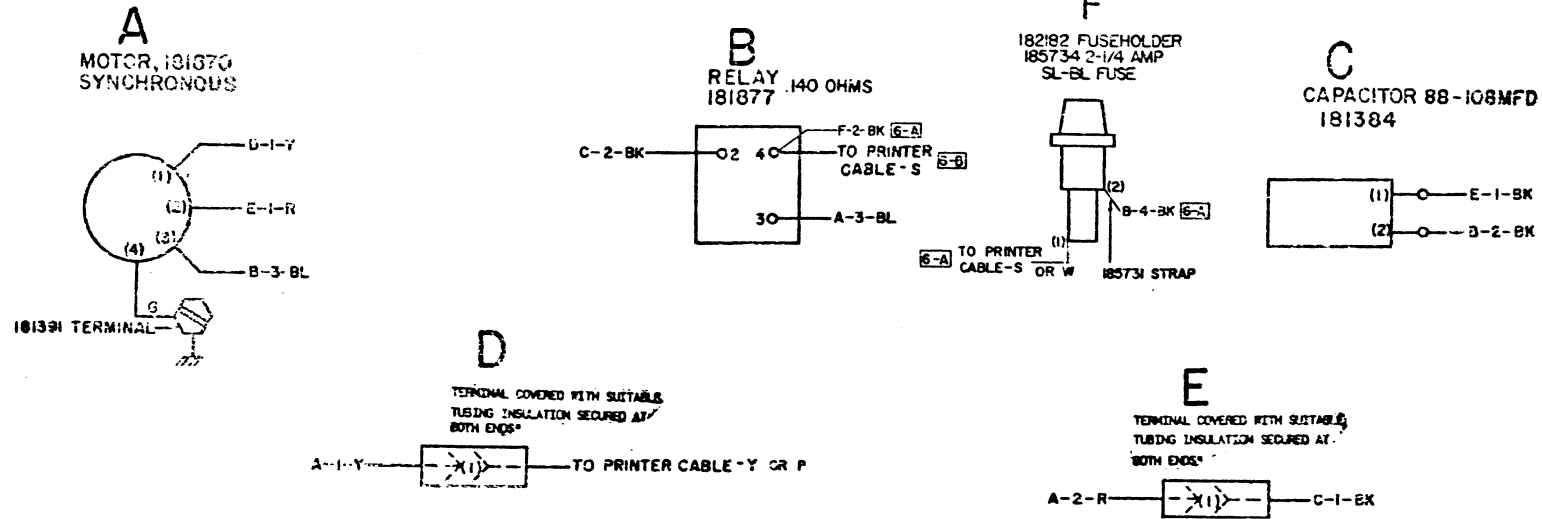 A
MOTOR, 181870
SYNCHRONOUS
D-1-Y
(1)
(2) E-1-R
(3)
(4)
B-3-BL
G
181391 TERMINAL
B
RELAY .140 OHMS
181877
C-2-BK
2 4
F-2-BK 6-A
TO PRINTER
CABLE-S 6-B
3
A-3-BL
F
182182 FUSEHOLDER
185734 2-1/4 AMP
SL-BL FUSE
(2)
B-4-BK 6-A
(1)
6-A TO PRINTER
CABLE-S OR W
185731 STRAP
C
CAPACITOR 88-108MFD
181384
(1) E-1-BK
(2) B-2-BK
D
TERMINAL COVERED WITH SUITABLE
TUBING INSULATION SECURED AT
BOTH ENDS"
A-1-Y (1) TO PRINTER CABLE-Y OR P
E
TERMINAL COVERED WITH SUITABLE
TUBING INSULATION SECURED AT
BOTH ENDS"
A-2-R (1) C-1-BK